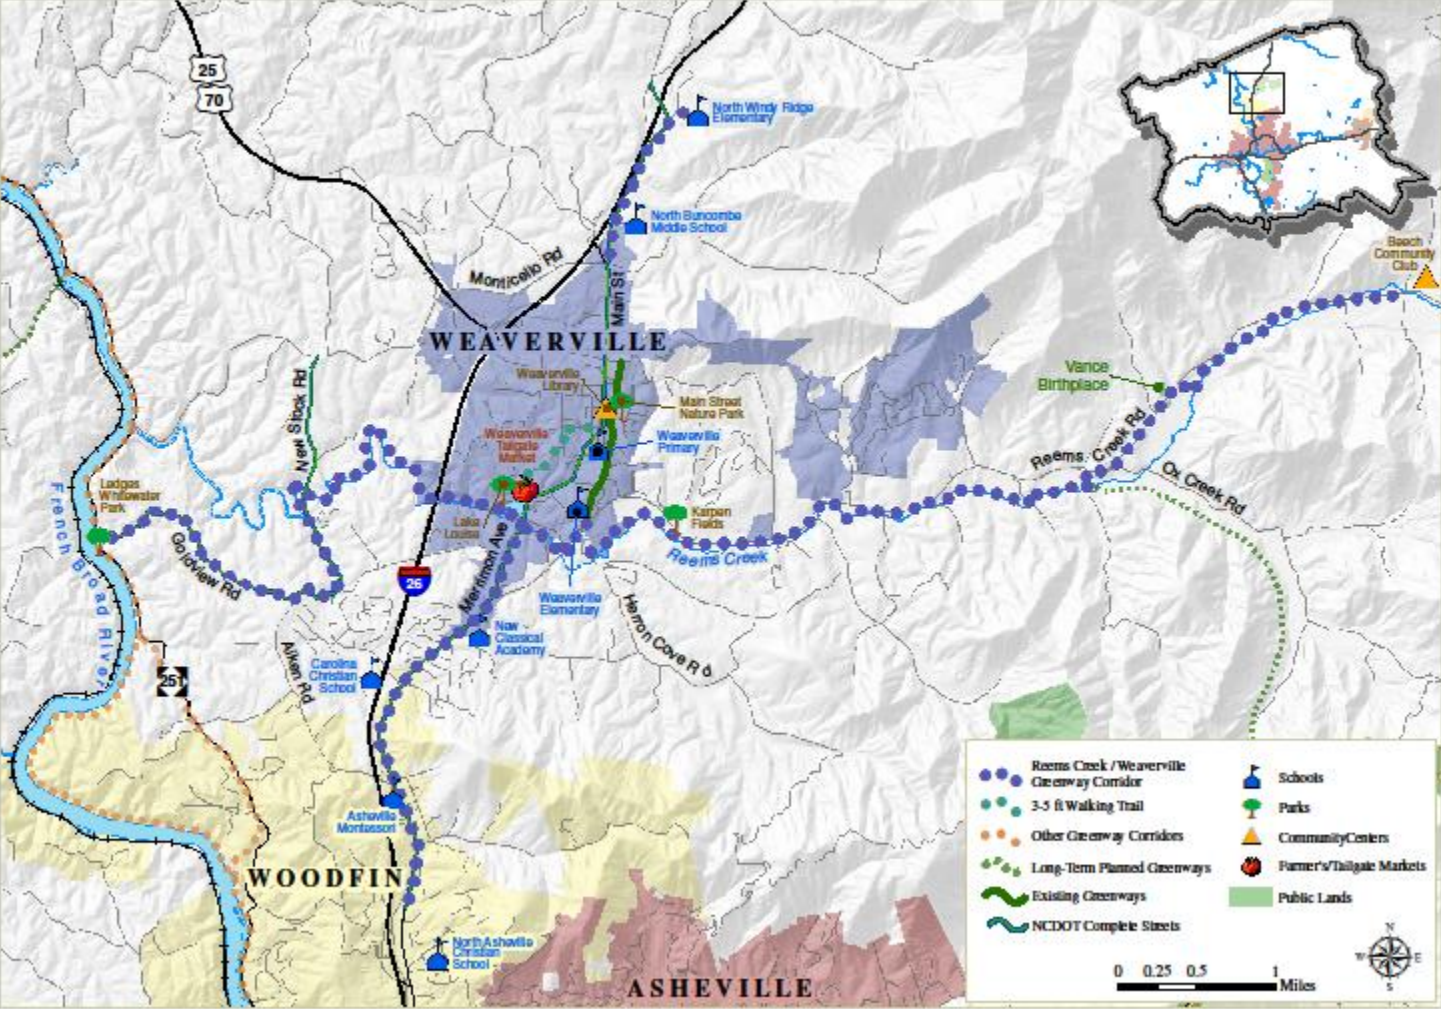 25
70
North Windy Ridge
Elementary
North Buncombe
Middle School
Beech
Community
Club
Monticello Rd
Main St
WEAVERVILLE
Weaverville
Library
Main Street
Nature Park
Vance
Birthplace
New Stock Rd
Weaverville
Tailgate
Market
Weaverville
Primary
Reems Creek Rd
Ox Creek Rd
Ledges
Whitewater
Park
French Broad River
Lake
Louise
Karpen
Fields
Reems Creek
Goldview Rd
Merrimon Ave
26
Weaverville
Elementary
New
Classical
Academy
Herron Cove Rd
Aiken Rd
Carolina
Christian
School
251
Asheville
Montessori
WOODFIN
North Asheville
Christian
School
ASHEVILLE
Reems Creek / Weaverville
Greenway Corridor
3-5 ft Walking Trail
Other Greenway Corridors
Long-Term Planned Greenways
Existing Greenways
NCDOT Complete Streets
Schools
Parks
Community Centers
Farmer's/Tailgate Markets
Public Lands
N
W
E
S
0 0.25 0.5 1
Miles